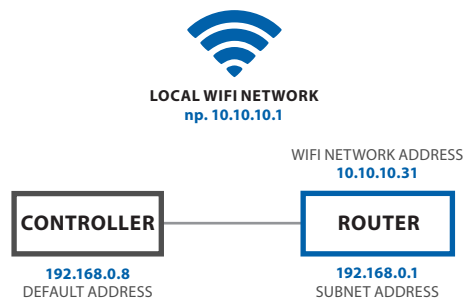 LOCAL WIFI NETWORK
np. 10.10.10.1
WIFI NETWORK ADDRESS
10.10.10.31
CONTROLLER
ROUTER
192.168.0.8
DEFAULT ADDRESS
192.168.0.1
SUBNET ADDRESS